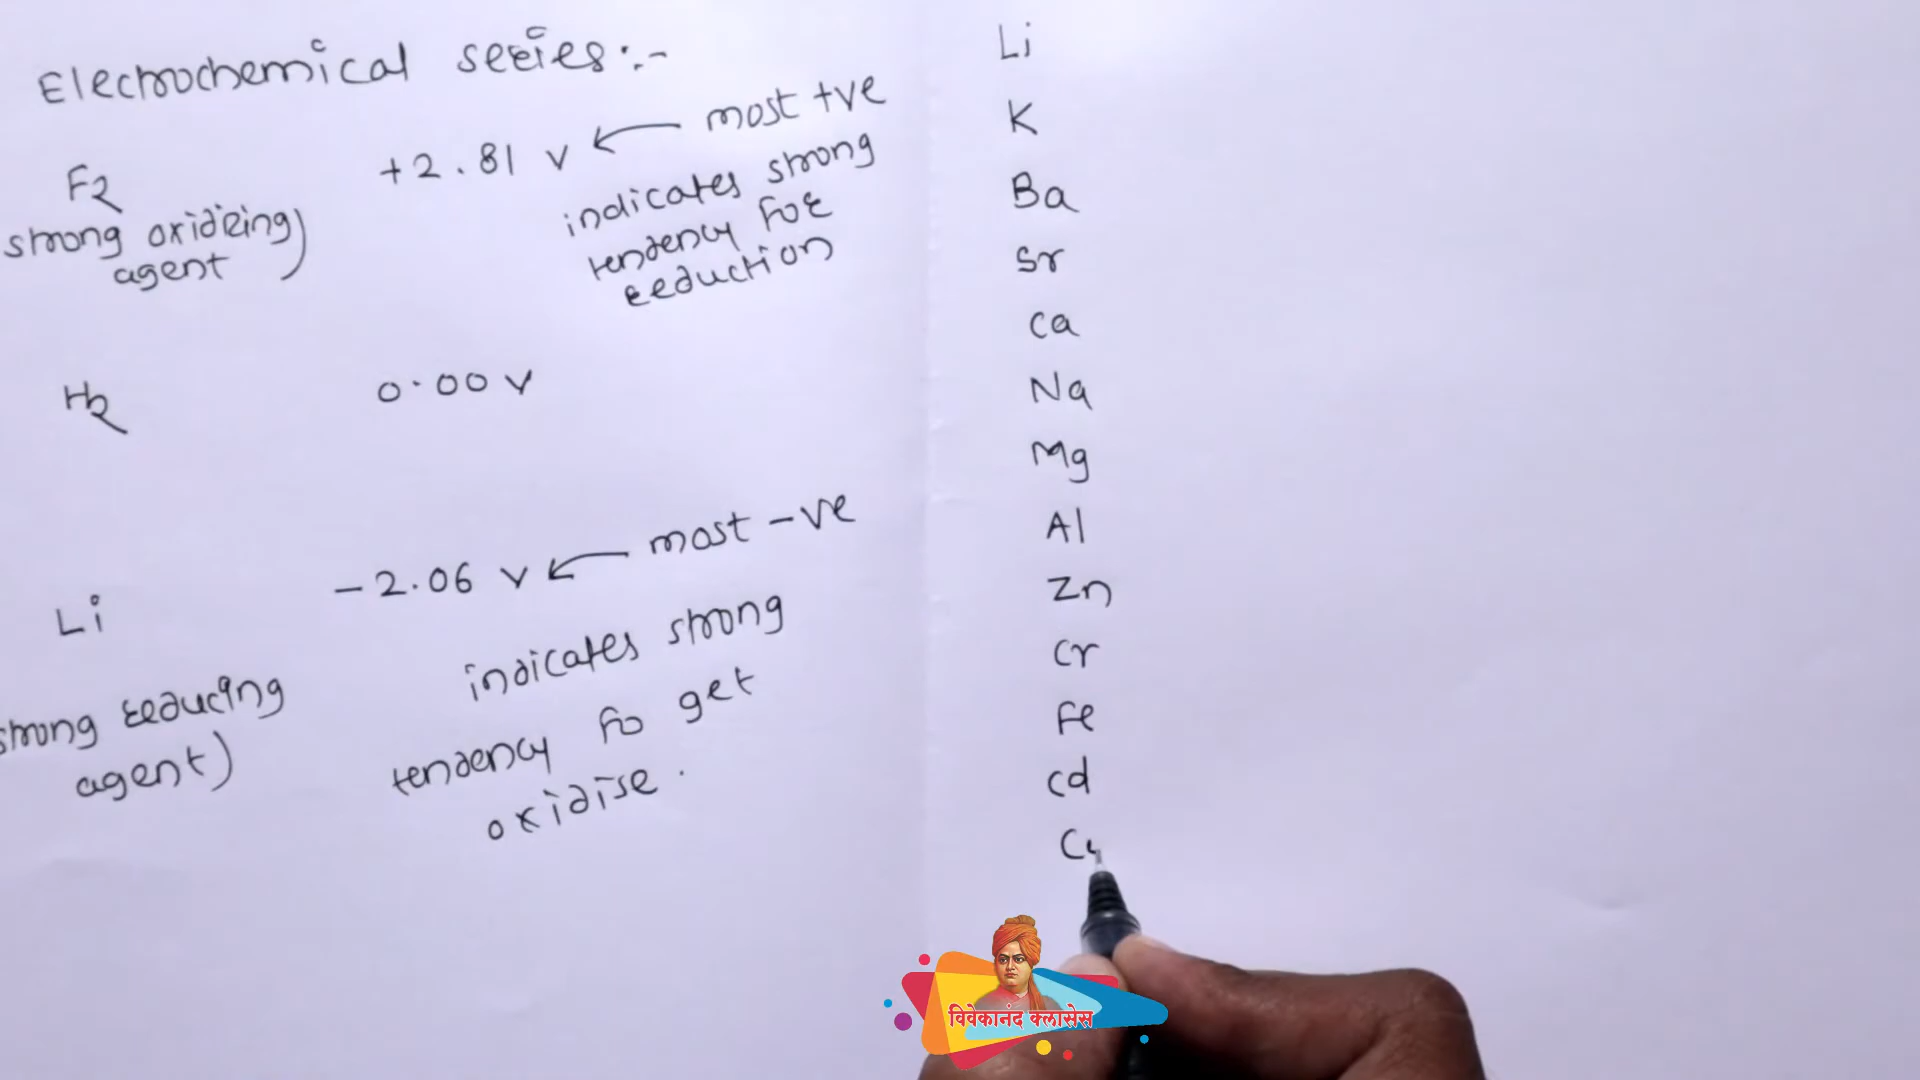 Electrochemical series:-
F2 +2.81 V ← most +ve
strong oxidizing agent)
indicates strong
tendency for
reduction
H2 0.00 V
Li -2.06 V ← most -ve
strong reducing
agent)
indicates strong
tendency to get
oxidise.
Li
K
Ba
Sr
Ca
Na
Mg
Al
Zn
Cr
Fe
Cd
विवेकानंद क्लासेस